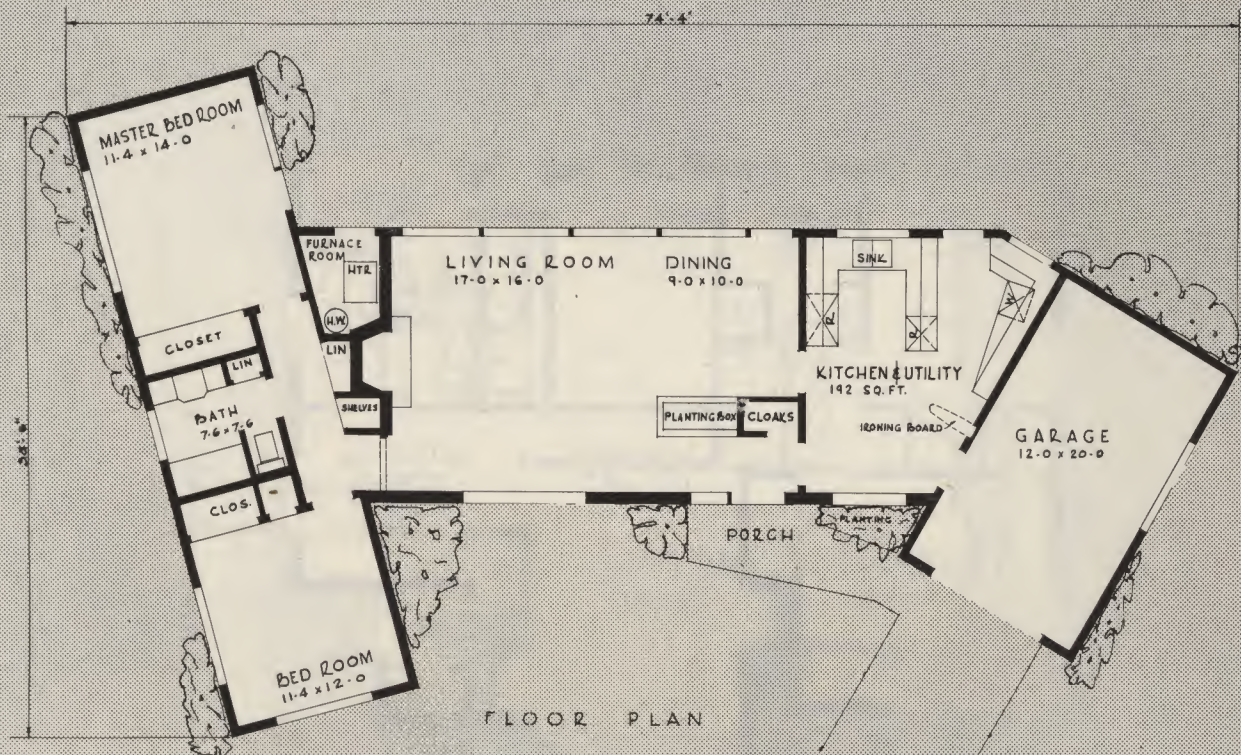 74'-4"
MASTER BED ROOM
11-4 x 14-0
FURNACE
ROOM
HTR
H.W.
LIVING ROOM
17-0 x 16-0
DINING
9-0 x 10-0
SINK
R
R
W
CLOSET
LIN
LIN
SHELVES
BATH
7-6 x 7-6
CLOS.
PLANTING BOX
CLOAKS
KITCHEN & UTILITY
192 SQ. FT.
IRONING BOARD
GARAGE
12-0 x 20-0
PORCH
PLANTING
BED ROOM
11-4 x 12-0
FLOOR PLAN